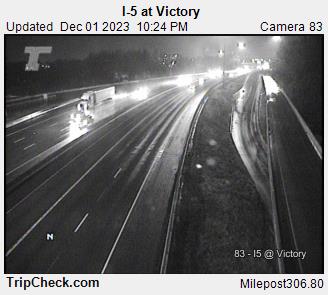 I-5 at Victory
Updated Dec 01 2023 10:24 PM Camera 83
T
N
83 - I5 @ Victory
TripCheck.com Milepost306.80